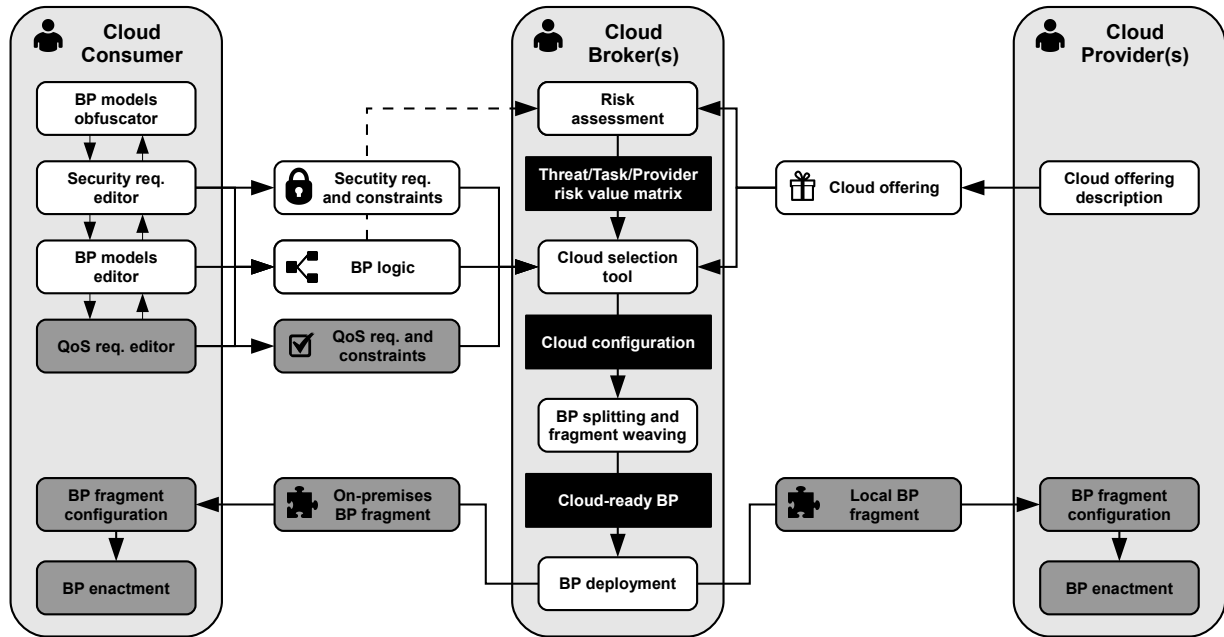 Cloud
Consumer
BP models
obfuscator
Security req.
editor
BP models
editor
QoS req. editor
BP fragment
configuration
BP enactment
Secutity req.
and constraints
BP logic
QoS req. and
constraints
On-premises
BP fragment
Cloud
Broker(s)
Risk
assessment
Threat/Task/Provider
risk value matrix
Cloud selection
tool
Cloud configuration
BP splitting and
fragment weaving
Cloud-ready BP
BP deployment
Cloud offering
Local BP
fragment
Cloud
Provider(s)
Cloud offering
description
BP fragment
configuration
BP enactment